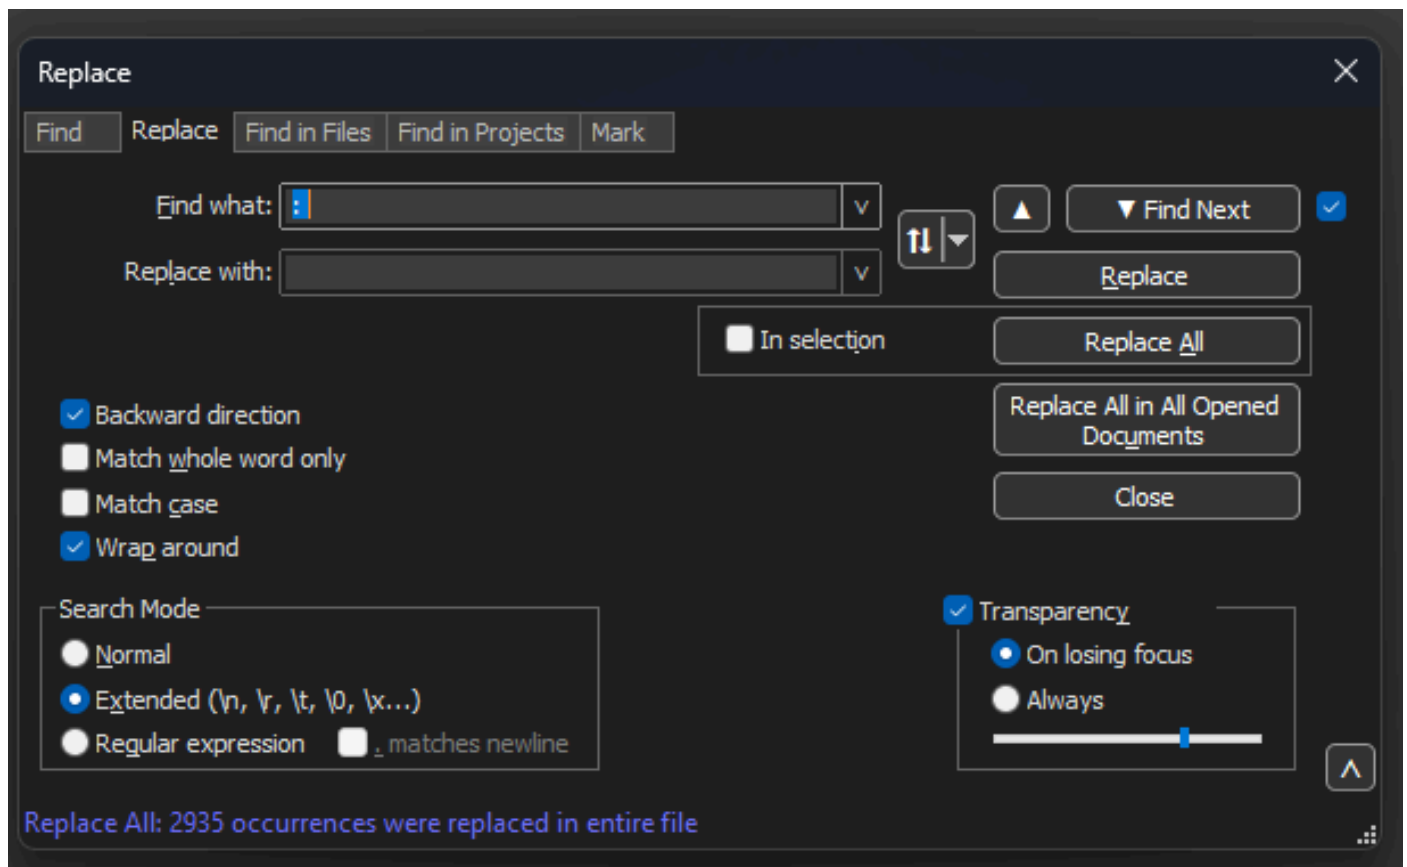 Replace
Find Replace Find in Files Find in Projects Mark
Find what: :
▲ ▼ Find Next
Replace with:
Replace
In selection
Replace All
Backward direction
Replace All in All Opened
Documents
Match whole word only
Match case
Close
Wrap around
Search Mode
Normal
Extended (\n, \r, \t, \0, \x...)
Regular expression . matches newline
Transparency
On losing focus
Always
Replace All: 2935 occurrences were replaced in entire file